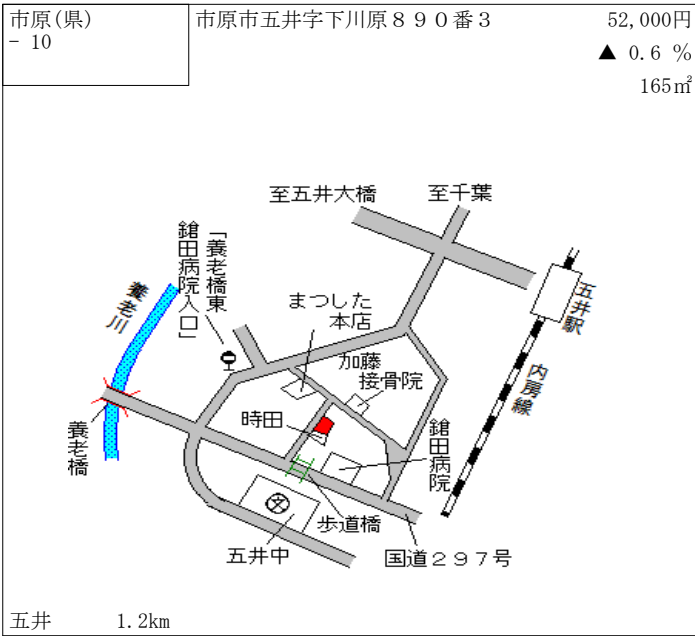 市原(県)
- 10
市原市五井字下川原８９０番３
52,000円
▲ 0.6 %
165㎡
至五井大橋
至千葉
「養老橋東
鎗田病院入口」
養老川
まつした
本店
五井駅
加藤
接骨院
内房線
時田
鎗田病院
養老橋
文
歩道橋
五井中
国道２９７号
五井
1.2km